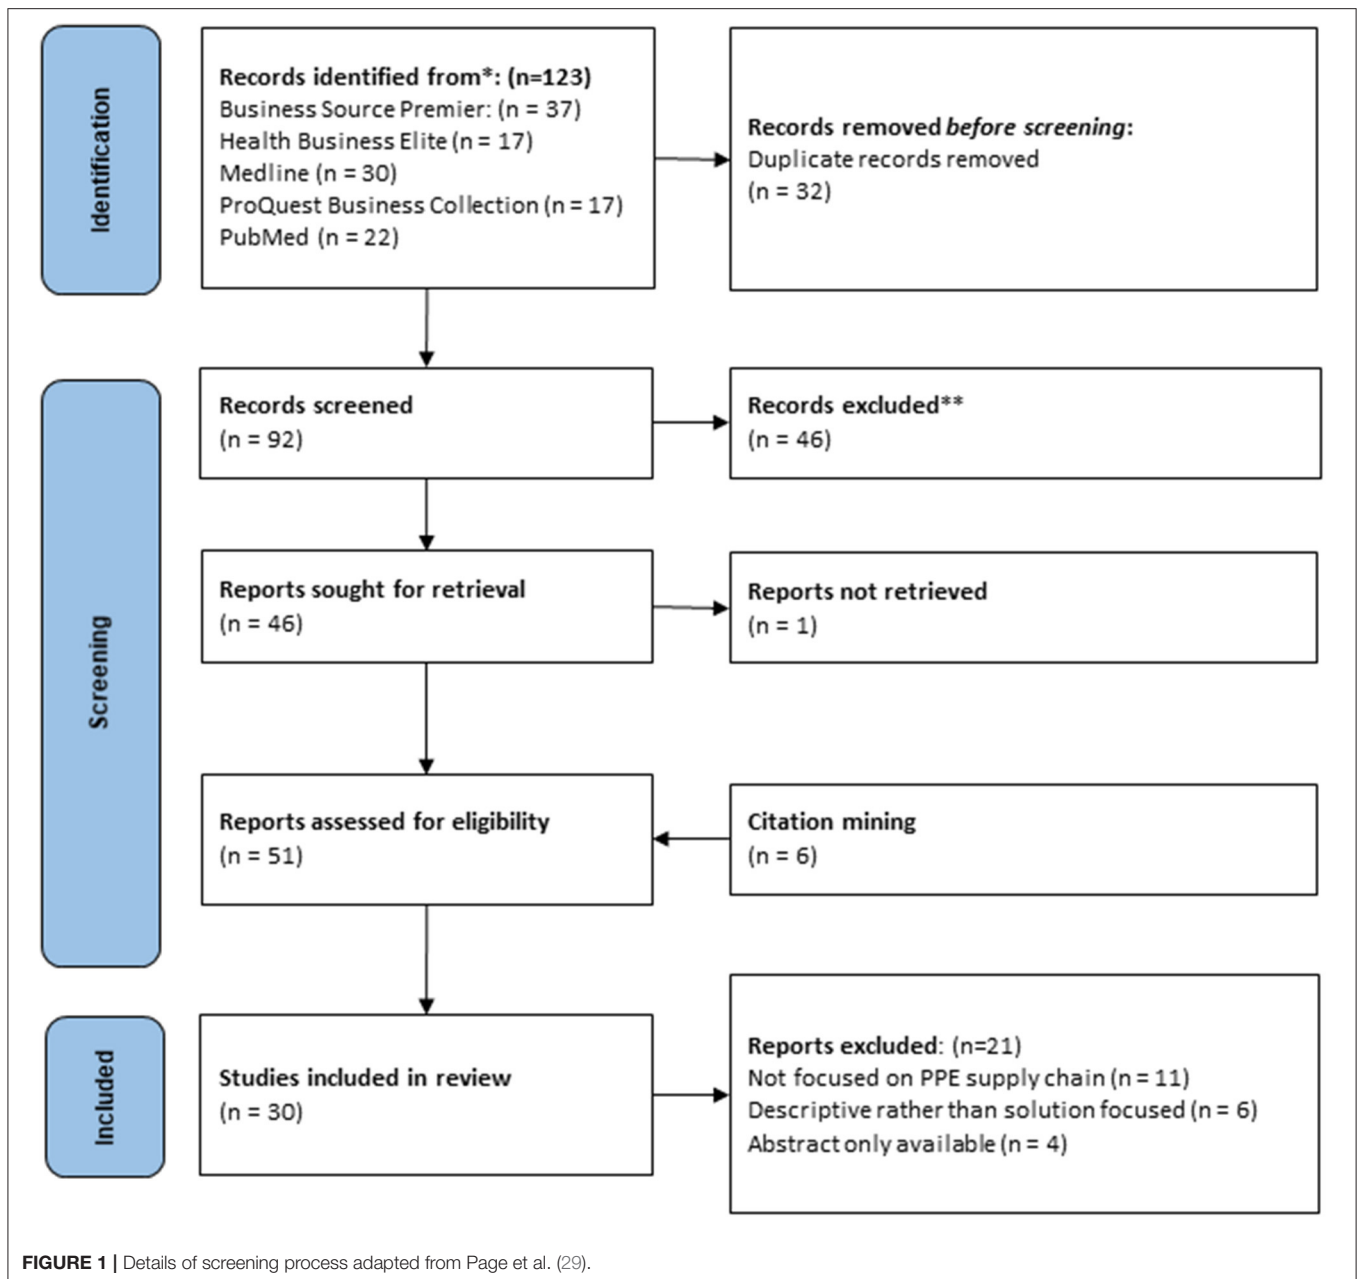 Identification
Records identified from*: (n=123)
Business Source Premier: (n = 37)
Health Business Elite (n = 17)
Medline (n = 30)
ProQuest Business Collection (n = 17)
PubMed (n = 22)
Records removed before screening:
Duplicate records removed
(n = 32)
Screening
Records screened
(n = 92)
Records excluded**
(n = 46)
Reports sought for retrieval
(n = 46)
Reports not retrieved
(n = 1)
Reports assessed for eligibility
(n = 51)
Citation mining
(n = 6)
Included
Studies included in review
(n = 30)
Reports excluded: (n=21)
Not focused on PPE supply chain (n = 11)
Descriptive rather than solution focused (n = 6)
Abstract only available (n = 4)
FIGURE 1 | Details of screening process adapted from Page et al. (29).